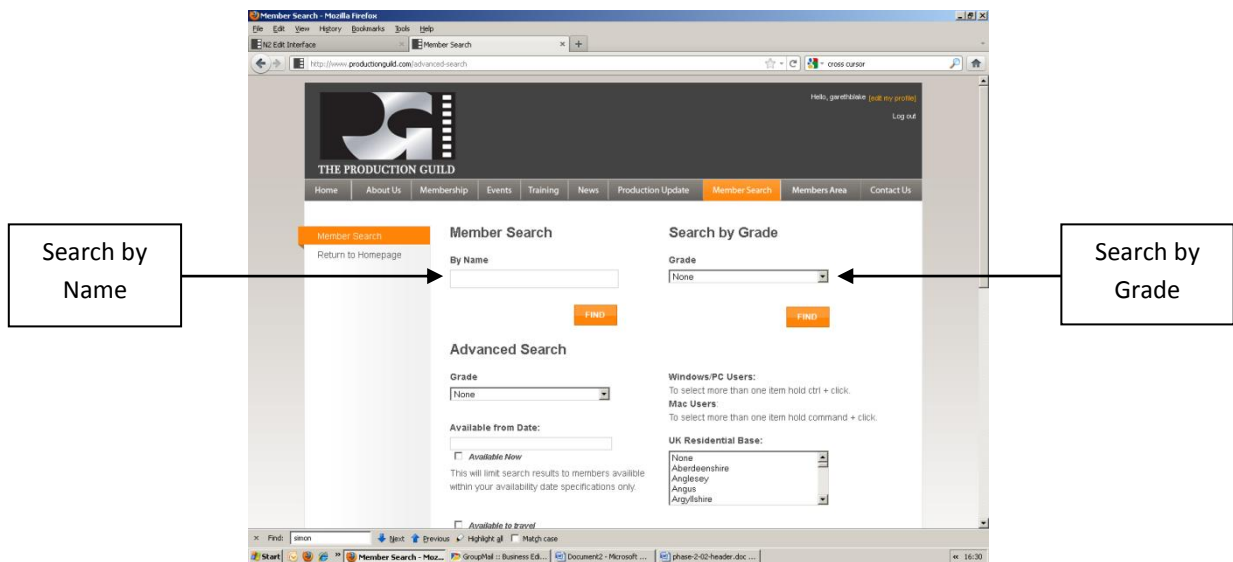 Member Search - Mozilla Firefox
File Edit View History Bookmarks Tools Help
N2 Edit Interface
Member Search
http://www.productionguild.com/advanced-search
cross cursor
Hello, garethblake [edit my profile]
Log out
PG
THE PRODUCTION GUILD
Home About Us Membership Events Training News Production Update Member Search Members Area Contact Us
Member Search
Return to Homepage
Search by
Name
Member Search
By Name
FIND
Search by Grade
Grade
None
FIND
Search by
Grade
Advanced Search
Grade
None
Available from Date:
Available Now
This will limit search results to members availible
within your availability date specifications only.
Available to travel
Windows/PC Users:
To select more than one item hold ctrl + click.
Mac Users:
To select more than one item hold command + click.
UK Residential Base:
None
Aberdeenshire
Anglesey
Angus
Argyllshire
Find: simon Next Previous Highlight all Match case
Start Member Search - Moz... GroupMail :: Business Edi... Document2 - Microsoft ... phase-2-02-header.doc ... 16:30